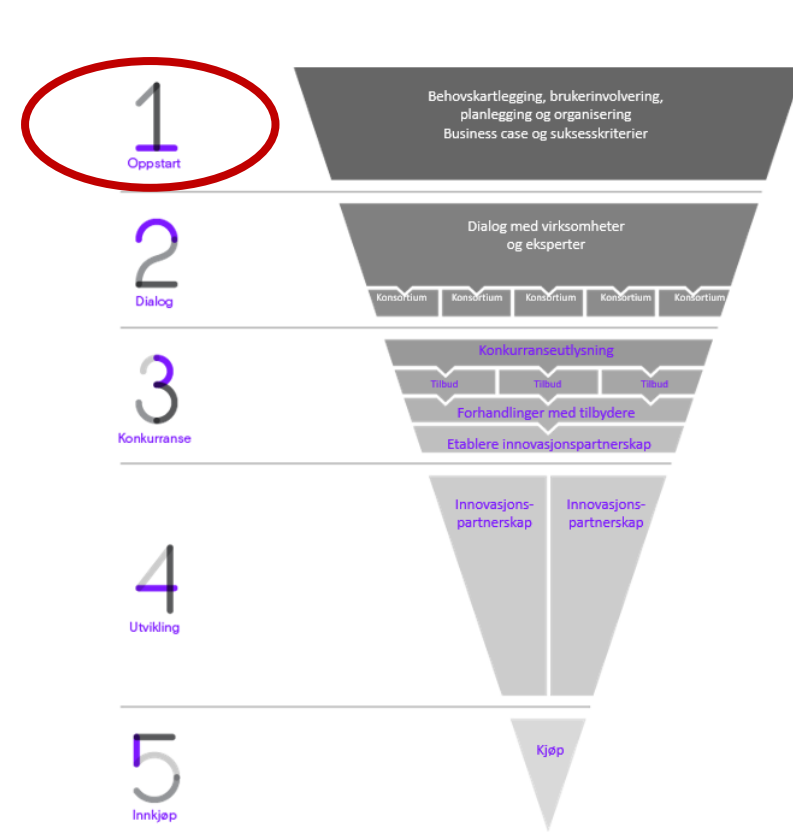 1
Oppstart
Behovskartlegging, brukerinvolvering,
planlegging og organisering
Business case og suksesskriterier
2
Dialog
Dialog med virksomheter
og eksperter
Konsortium Konsortium Konsortium Konsortium Konsortium
3
Konkurranse
Konkurranseutlysning
Tilbud Tilbud Tilbud
Forhandlinger med tilbydere
Etablere innovasjonspartnerskap
4
Utvikling
Innovasjons-
partnerskap
Innovasjons-
partnerskap
5
Innkjøp
Kjøp